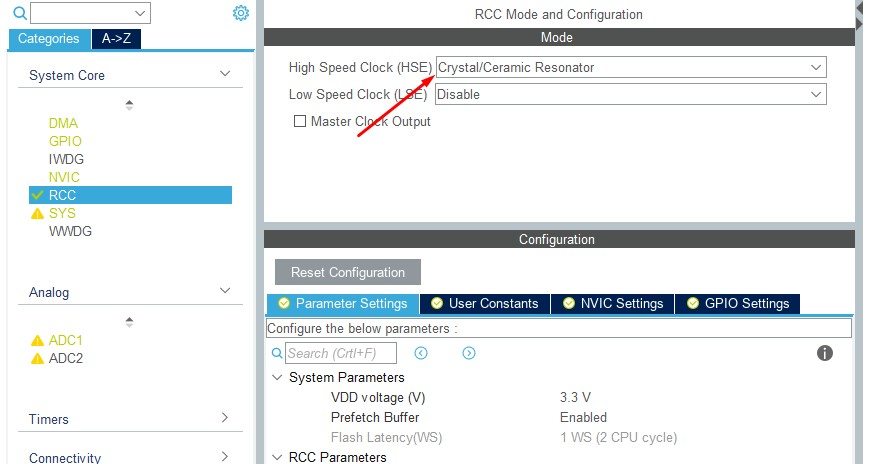 Categories
A->Z
System Core
DMA
GPIO
IWDG
NVIC
RCC
SYS
WWDG
Analog
ADC1
ADC2
Timers
Connectivity
RCC Mode and Configuration
Mode
High Speed Clock (HSE) Crystal/Ceramic Resonator
Low Speed Clock (LSE) Disable
Master Clock Output
Configuration
Reset Configuration
Parameter Settings User Constants NVIC Settings GPIO Settings
Configure the below parameters :
Search (Crtl+F)
System Parameters
VDD voltage (V) 3.3 V
Prefetch Buffer Enabled
Flash Latency(WS) 1 WS (2 CPU cycle)
RCC Parameters